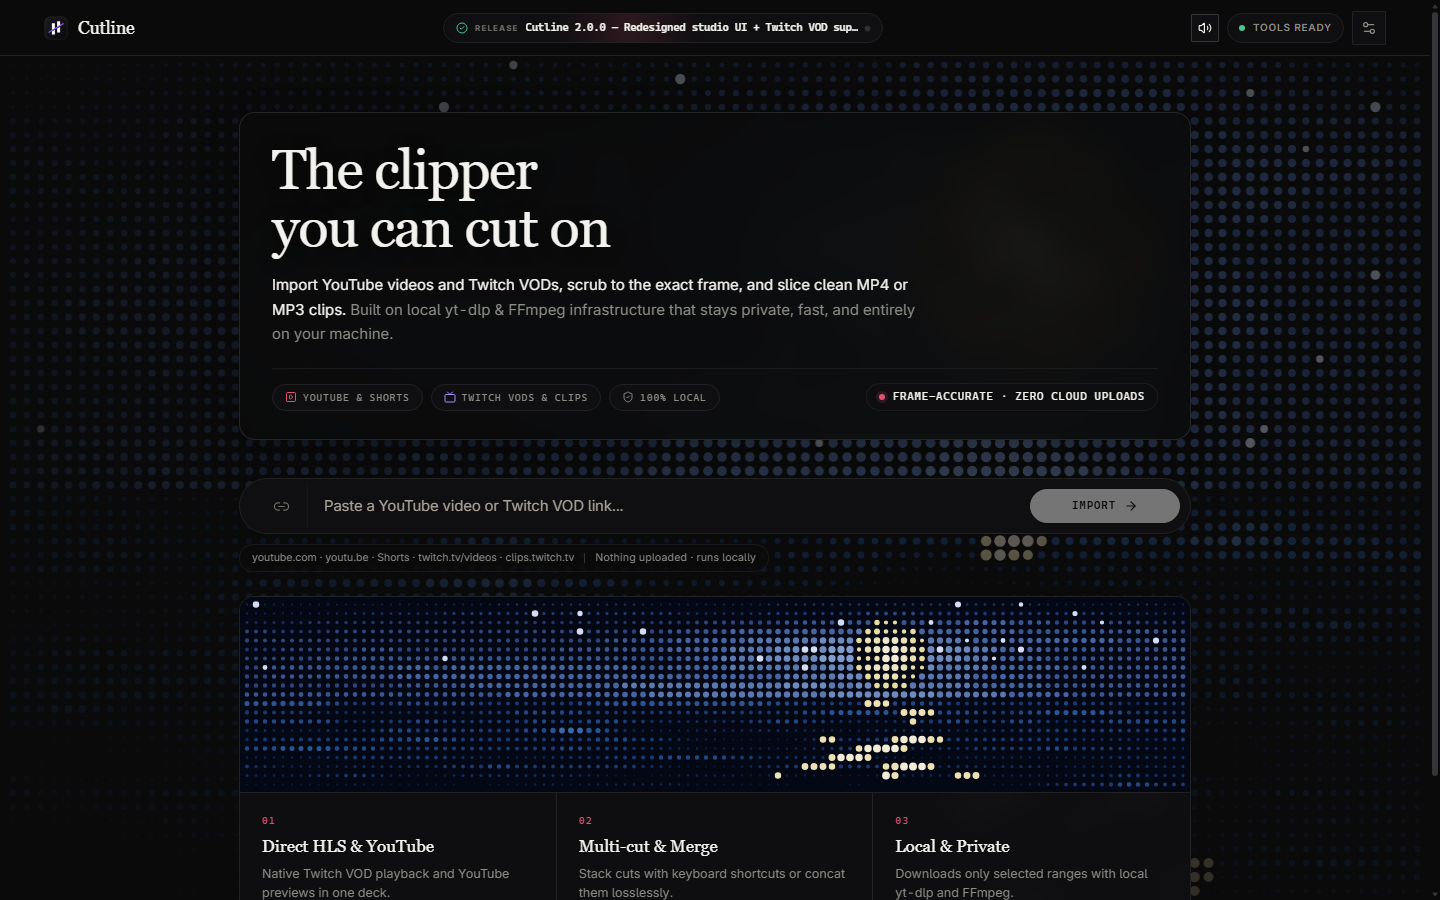 Cutline
RELEASE Cutline 2.0.0 — Redesigned studio UI + Twitch VOD sup…
TOOLS READY
The clipper
you can cut on
Import YouTube videos and Twitch VODs, scrub to the exact frame, and slice clean MP4 or
MP3 clips. Built on local yt-dlp & FFmpeg infrastructure that stays private, fast, and entirely
on your machine.
YOUTUBE & SHORTS
TWITCH VODS & CLIPS
100% LOCAL
FRAME-ACCURATE · ZERO CLOUD UPLOADS
Paste a YouTube video or Twitch VOD link...
IMPORT
youtube.com · youtu.be · Shorts · twitch.tv/videos · clips.twitch.tv | Nothing uploaded · runs locally
01
Direct HLS & YouTube
Native Twitch VOD playback and YouTube
previews in one deck.
02
Multi-cut & Merge
Stack cuts with keyboard shortcuts or concat
them losslessly.
03
Local & Private
Downloads only selected ranges with local
yt-dlp and FFmpeg.